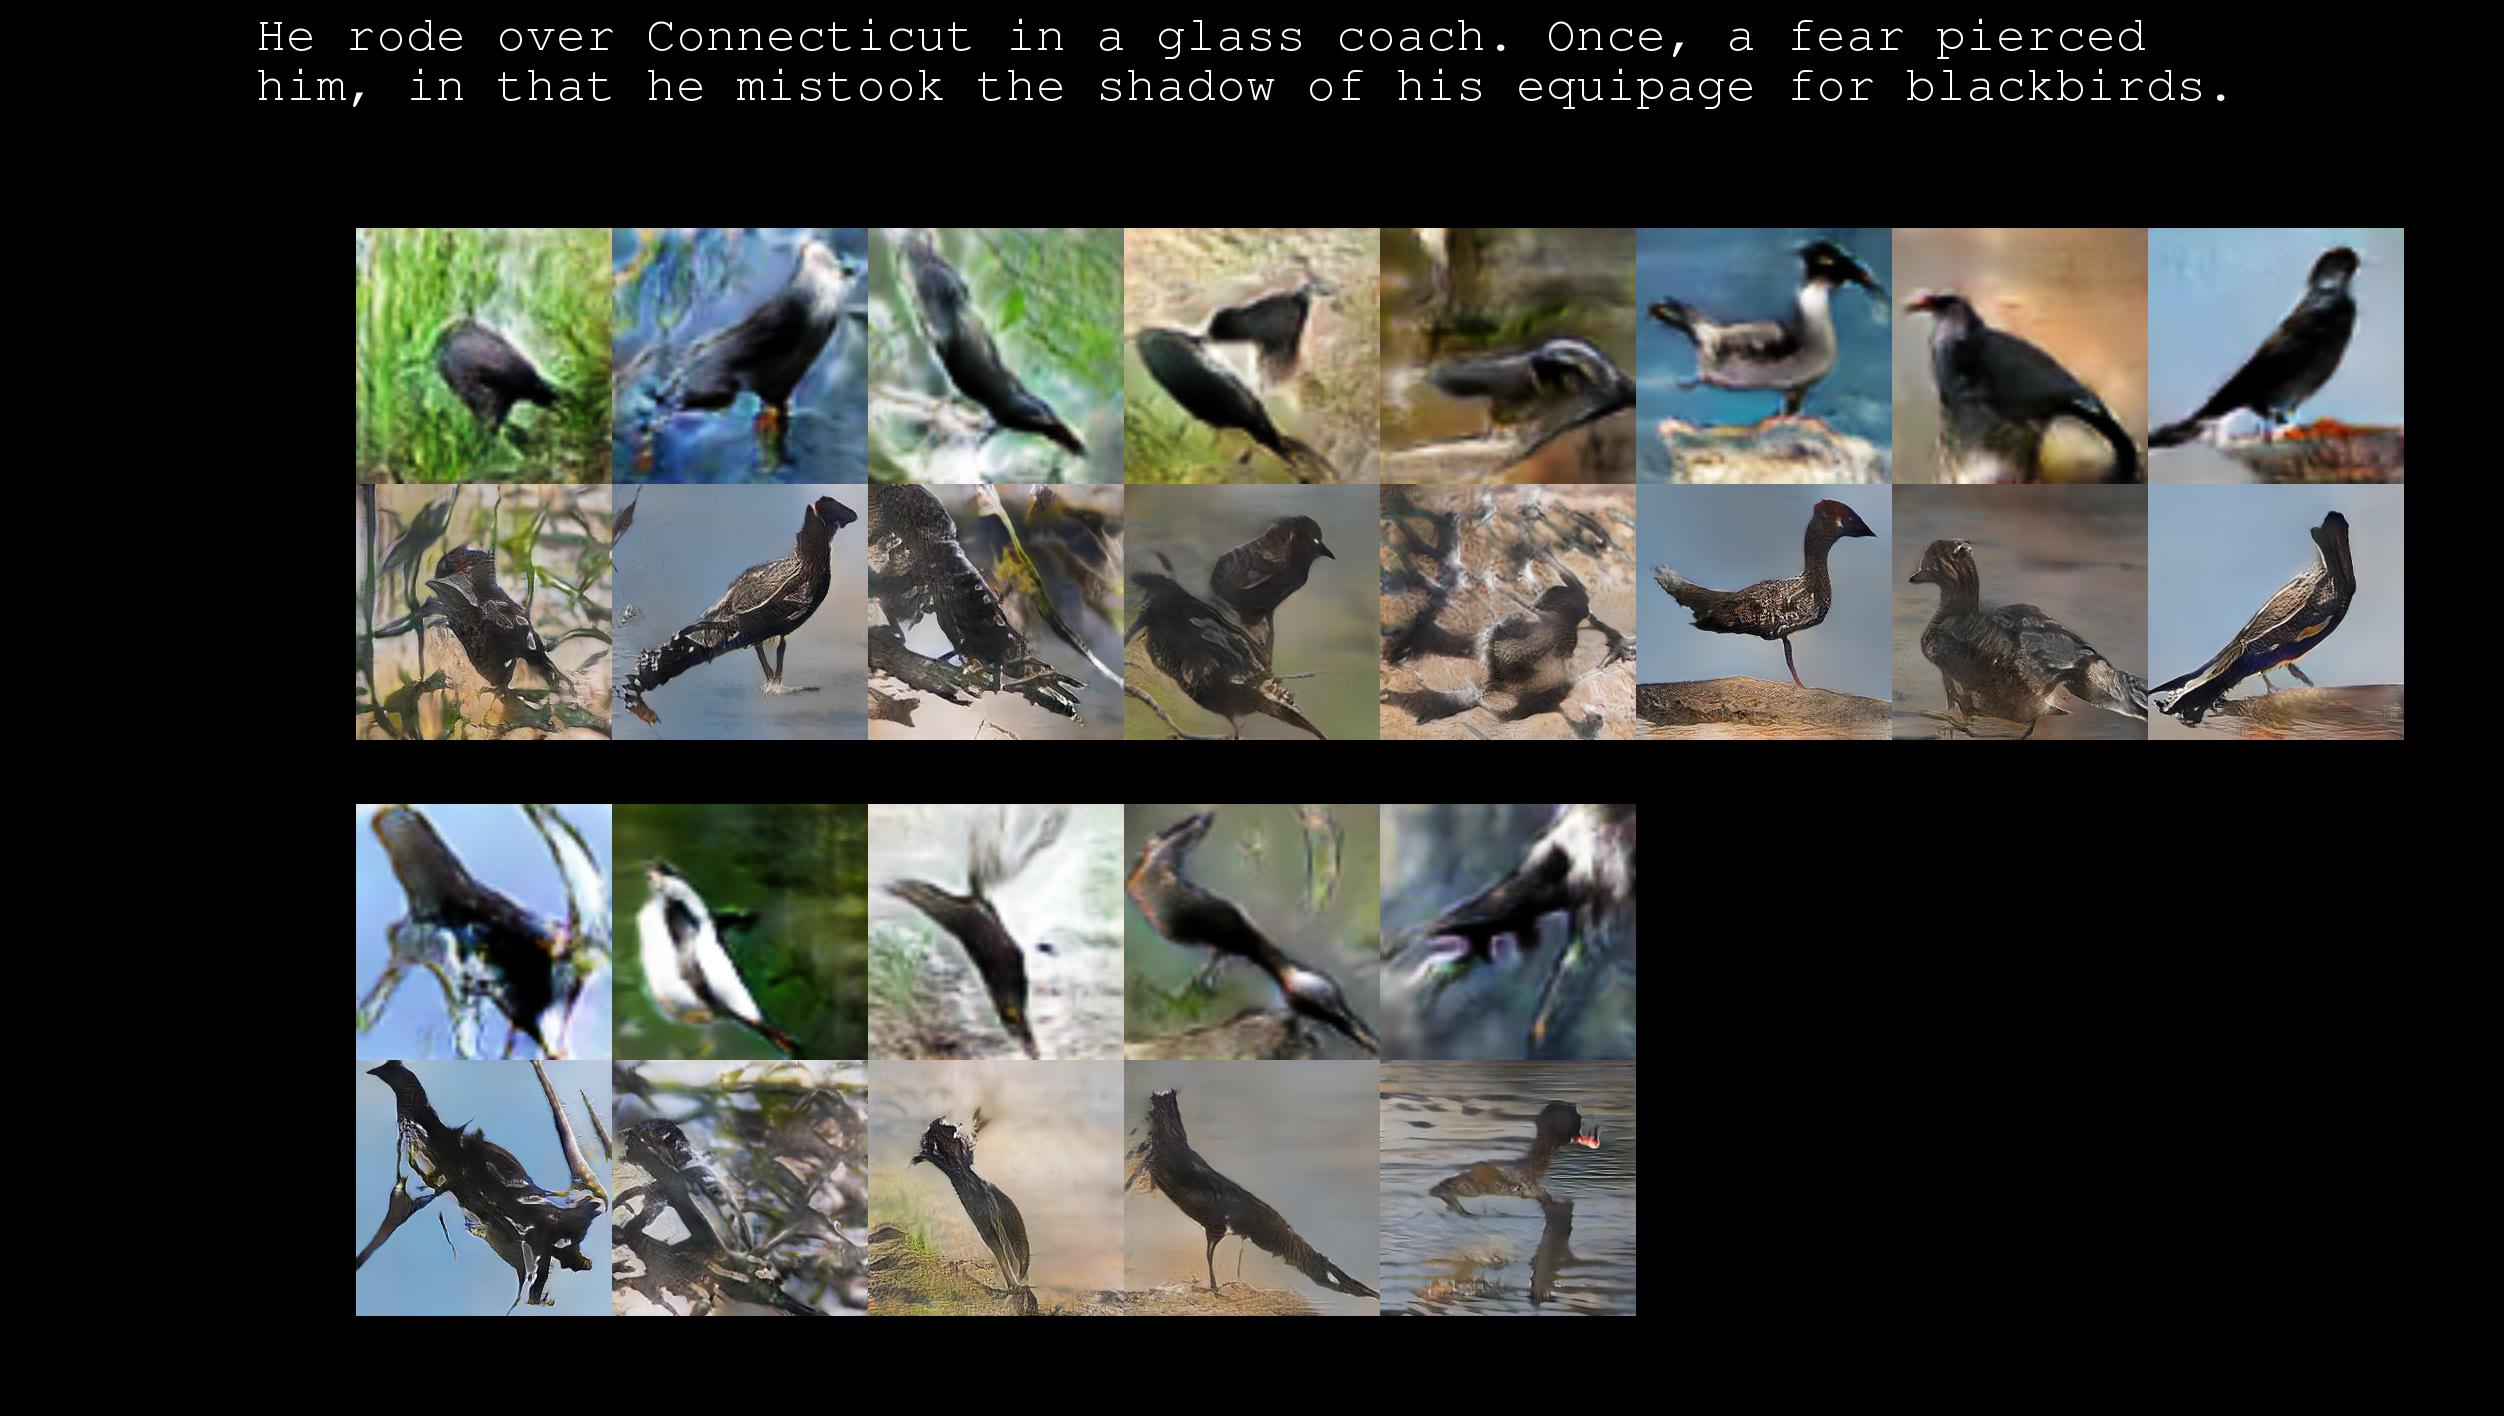 He rode over Connecticut in a glass coach. Once, a fear pierced
him, in that he mistook the shadow of his equipage for blackbirds.